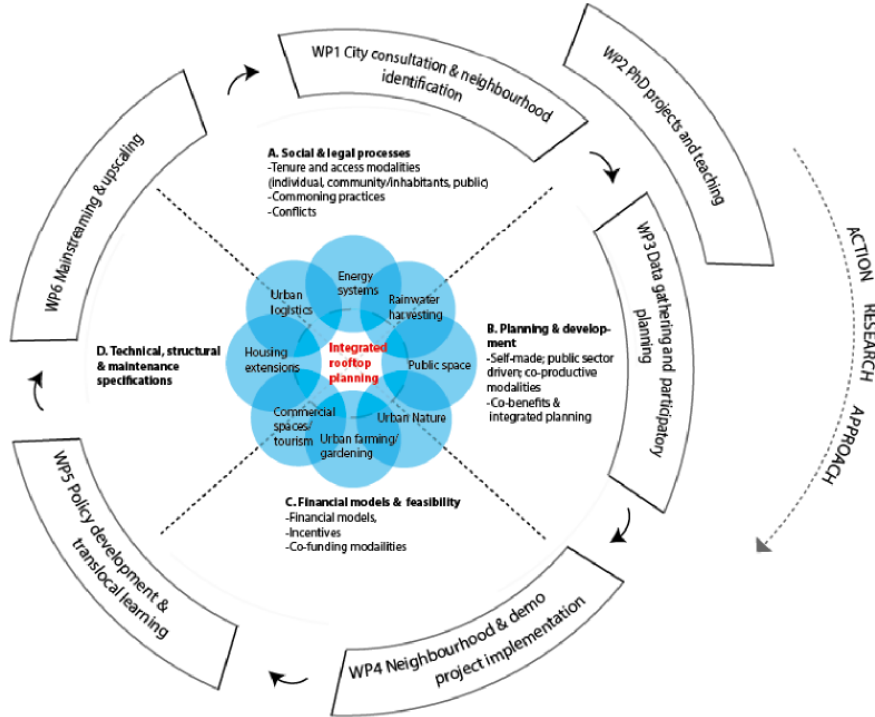 WP1 City consultation & neighbourhood
identification
WP2 PhD projects and teaching
WP3 Data gathering and participatory
planning
WP4 Neighbourhood & demo
project implementation
WP5 Policy development &
translocal learning
WP6 Mainstreaming & upscaling
ACTION RESEARCH APPROACH
A. Social & legal processes
-Tenure and access modalities
(individual, community/inhabitants, public)
-Commoning practices
-Conflicts
B. Planning & develop-
ment
-Self-made; public sector
driven; co-productive
modalities
-Co-benefits &
integrated planning
C. Financial models & feasibility
-Financial models,
-Incentives
-Co-funding modailities
D. Technical, structural
& maintenance
specifications
Integrated
rooftop
planning
Energy
systems
Rainwater
harvesting
Public space
Urban Nature
Urban farming/
gardening
Commercial
spaces/
tourism
Housing
extensions
Urban
logistics